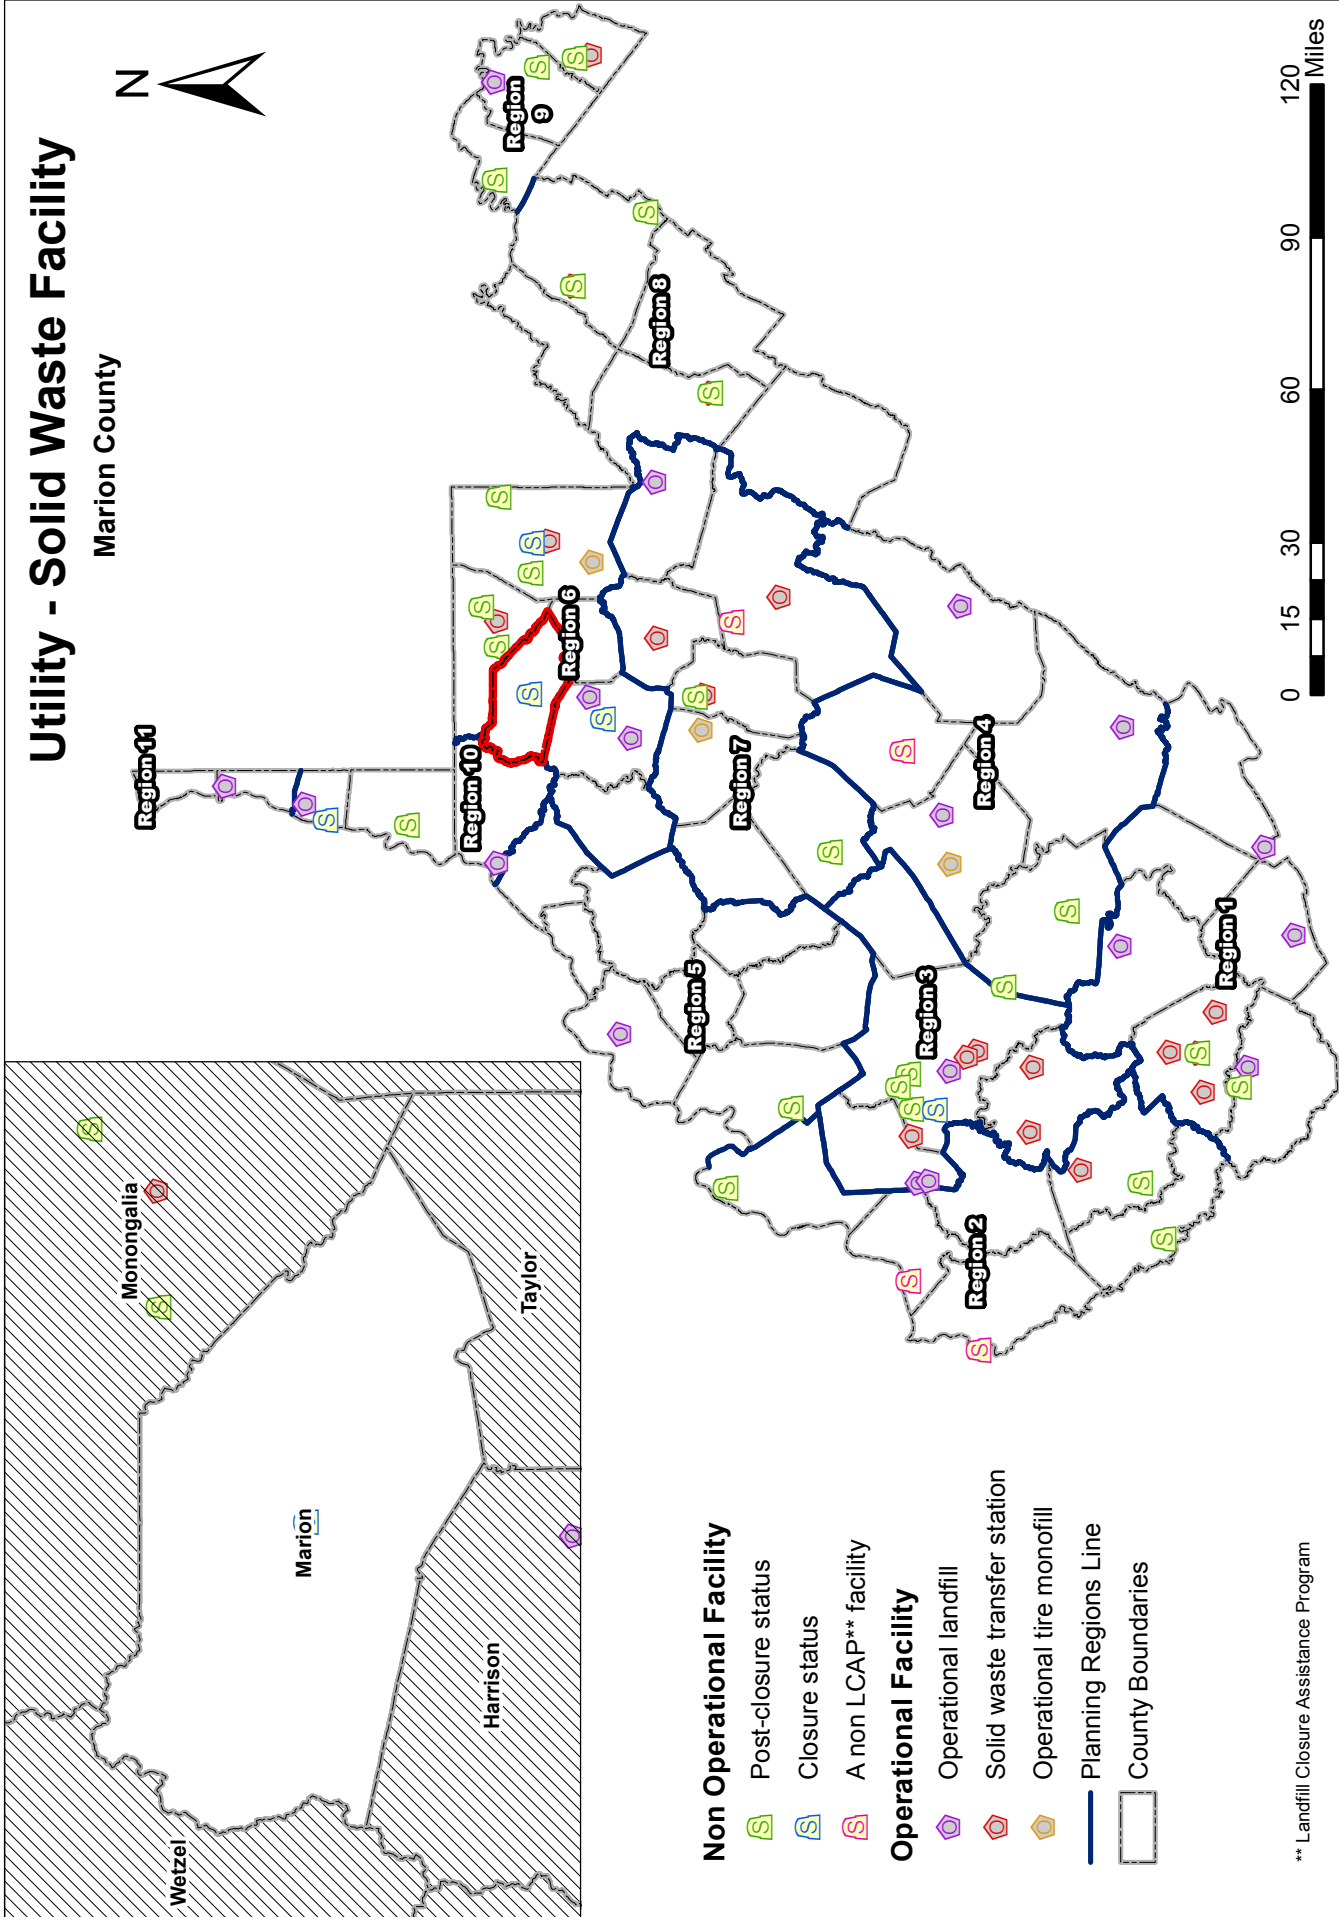 Utility - Solid Waste Facility
Marion County
N
Wetzel
Monongalia
Marion
Harrison
Taylor
Region 11
Region 10
Region 6
Region 9
Region 8
Region 5
Region 7
Region 3
Region 4
Region 2
Region 1
Non Operational Facility
Post-closure status
Closure status
A non LCAP** facility
Operational Facility
Operational landfill
Solid waste transfer station
Operational tire monofill
Planning Regions Line
County Boundaries
** Landfill Closure Assistance Program
0 15 30 60 90 120
Miles